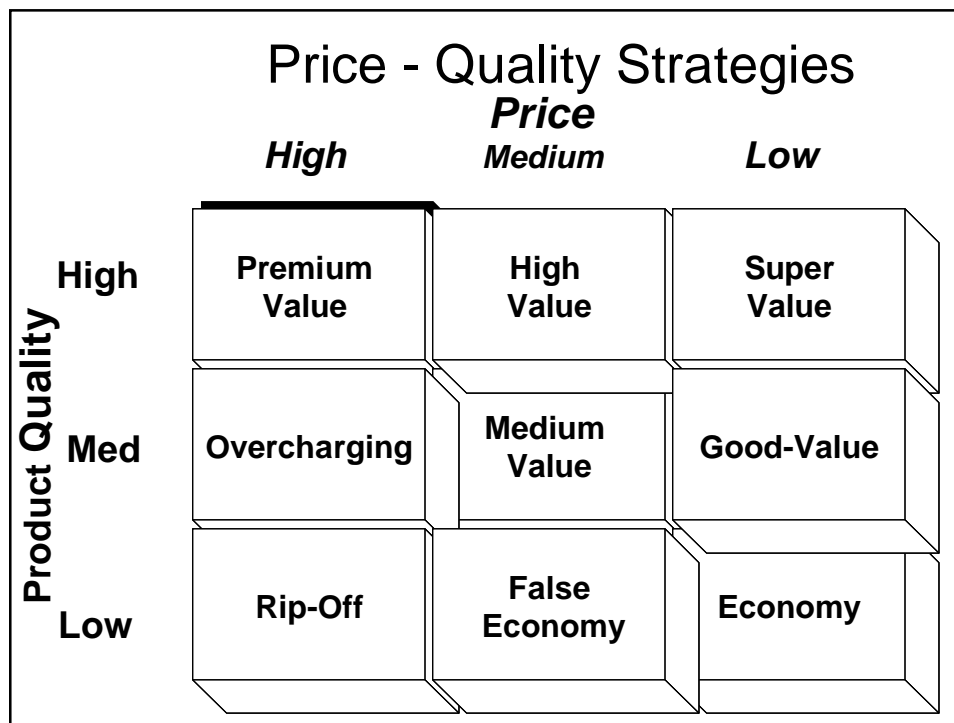 Price - Quality Strategies
Price
High Medium Low
Product Quality
High
Premium
Value
High
Value
Super
Value
Med
Overcharging
Medium
Value
Good-Value
Low
Rip-Off
False
Economy
Economy